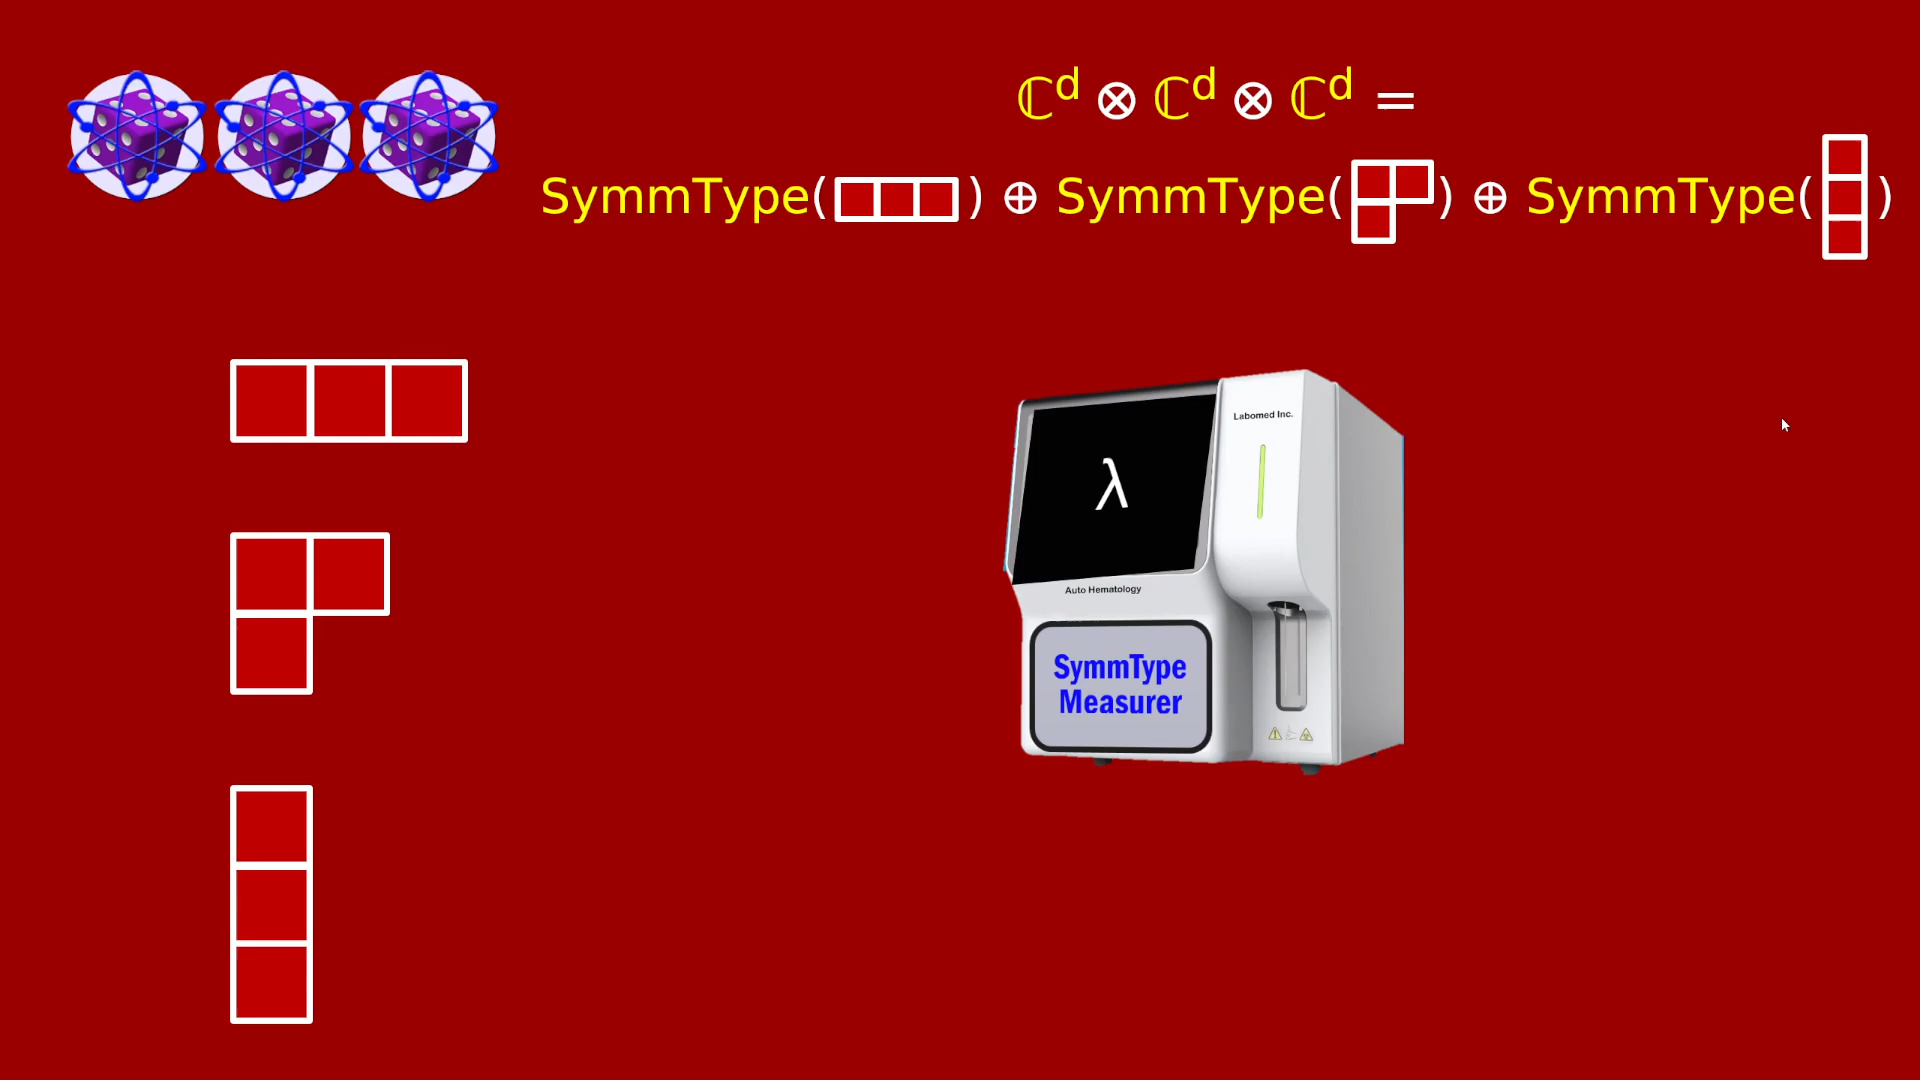 ℂᵈ ⊗ ℂᵈ ⊗ ℂᵈ =
SymmType( ) ⊕ SymmType( ) ⊕ SymmType( )
Labomed Inc.
λ
Auto Hematology
SymmType
Measurer